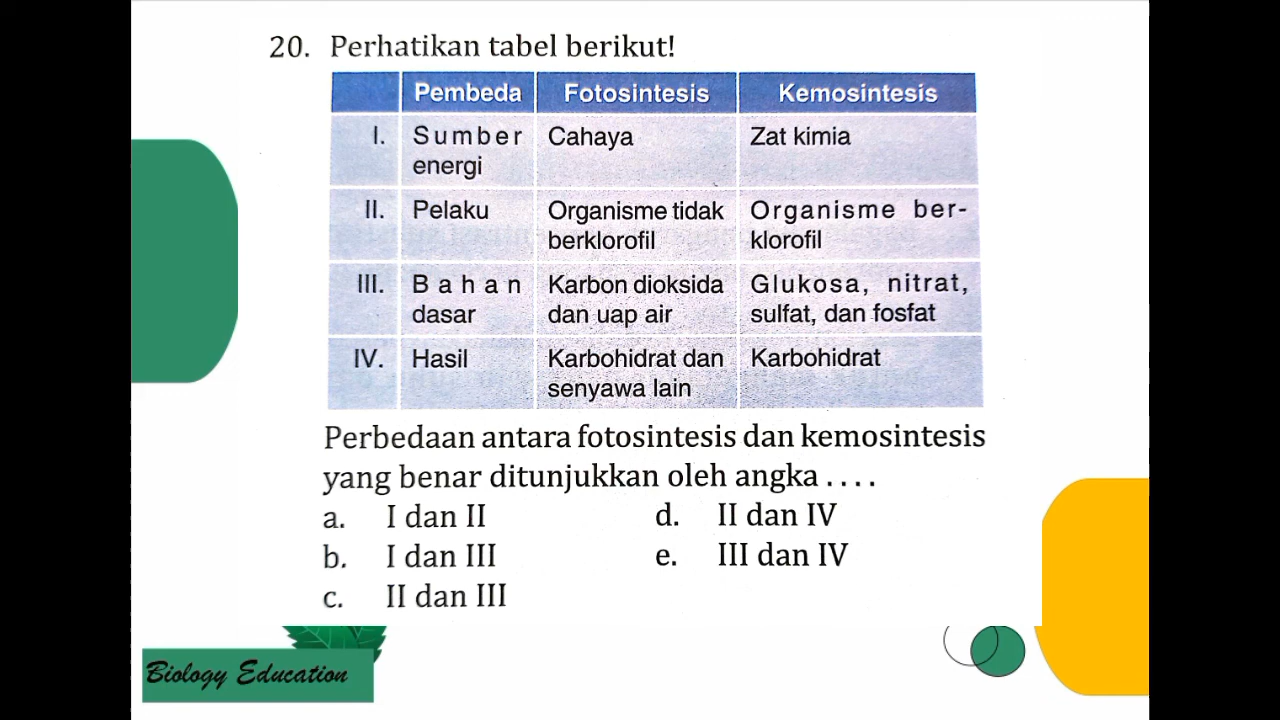 20. Perhatikan tabel berikut!
Pembeda Fotosintesis Kemosintesis
I. Sumber Cahaya Zat kimia
energi
II. Pelaku Organisme tidak Organisme ber-
berklorofil klorofil
III. Bahan Karbon dioksida Glukosa, nitrat,
dasar dan uap air sulfat, dan fosfat
IV. Hasil Karbohidrat dan Karbohidrat
senyawa lain
Perbedaan antara fotosintesis dan kemosintesis
yang benar ditunjukkan oleh angka . . . .
a. I dan II d. II dan IV
b. I dan III e. III dan IV
c. II dan III
Biology Education